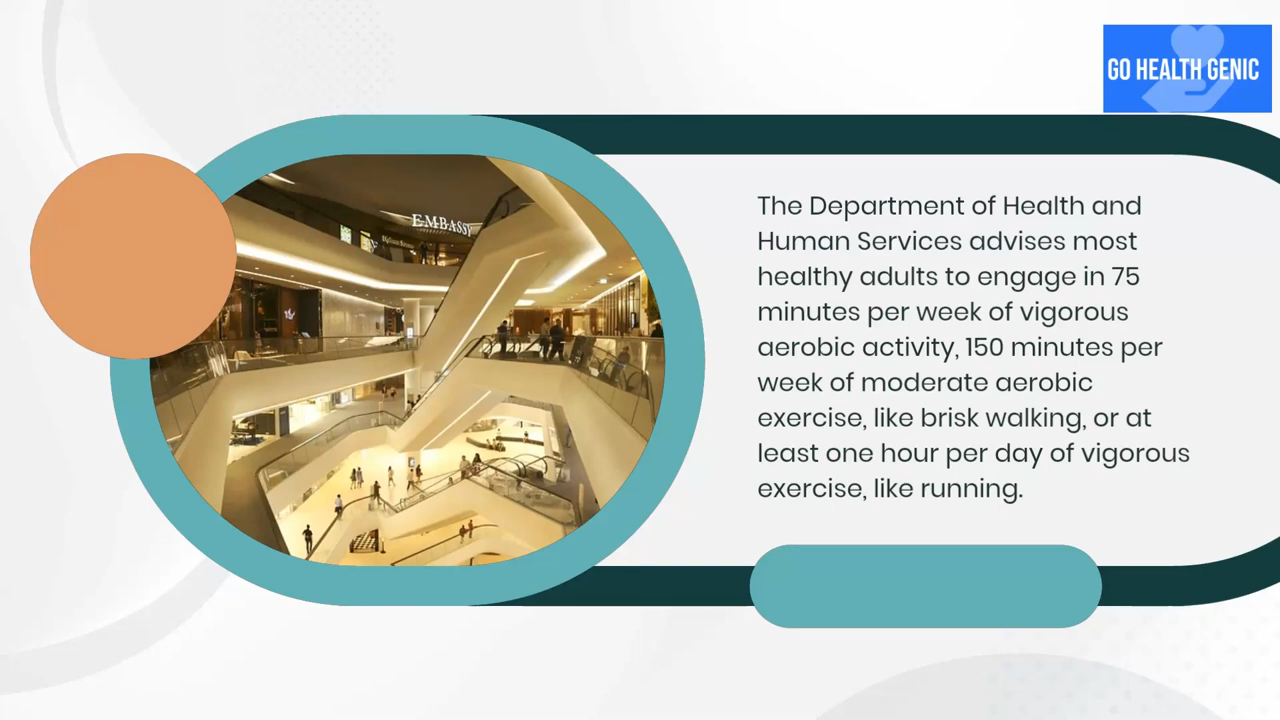 GO HEALTH GENIC
EMBASSY
The Department of Health and
Human Services advises most
healthy adults to engage in 75
minutes per week of vigorous
aerobic activity, 150 minutes per
week of moderate aerobic
exercise, like brisk walking, or at
least one hour per day of vigorous
exercise, like running.